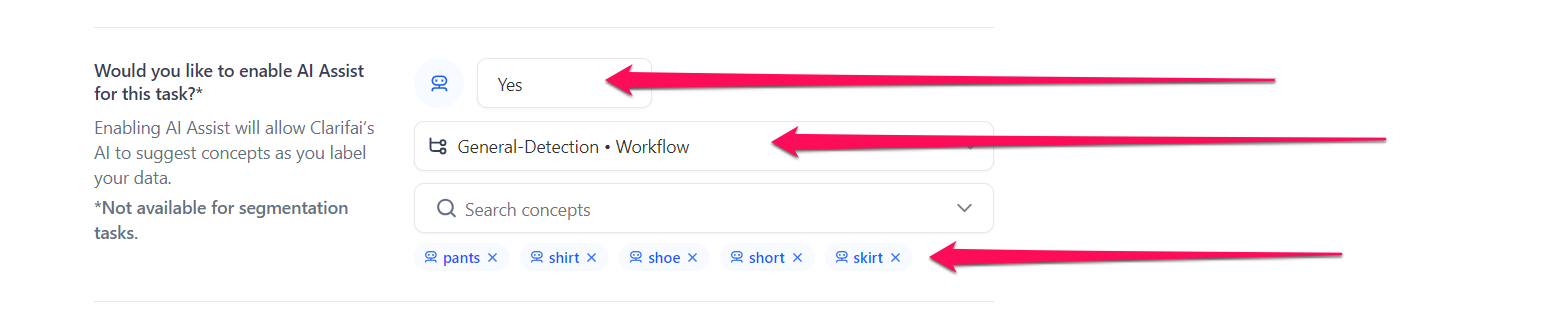 Would you like to enable AI Assist
for this task?*
Enabling AI Assist will allow Clarifai's
AI to suggest concepts as you label
your data.
*Not available for segmentation
tasks.
Yes
General-Detection • Workflow
Search concepts
pants × shirt × shoe × short × skirt ×